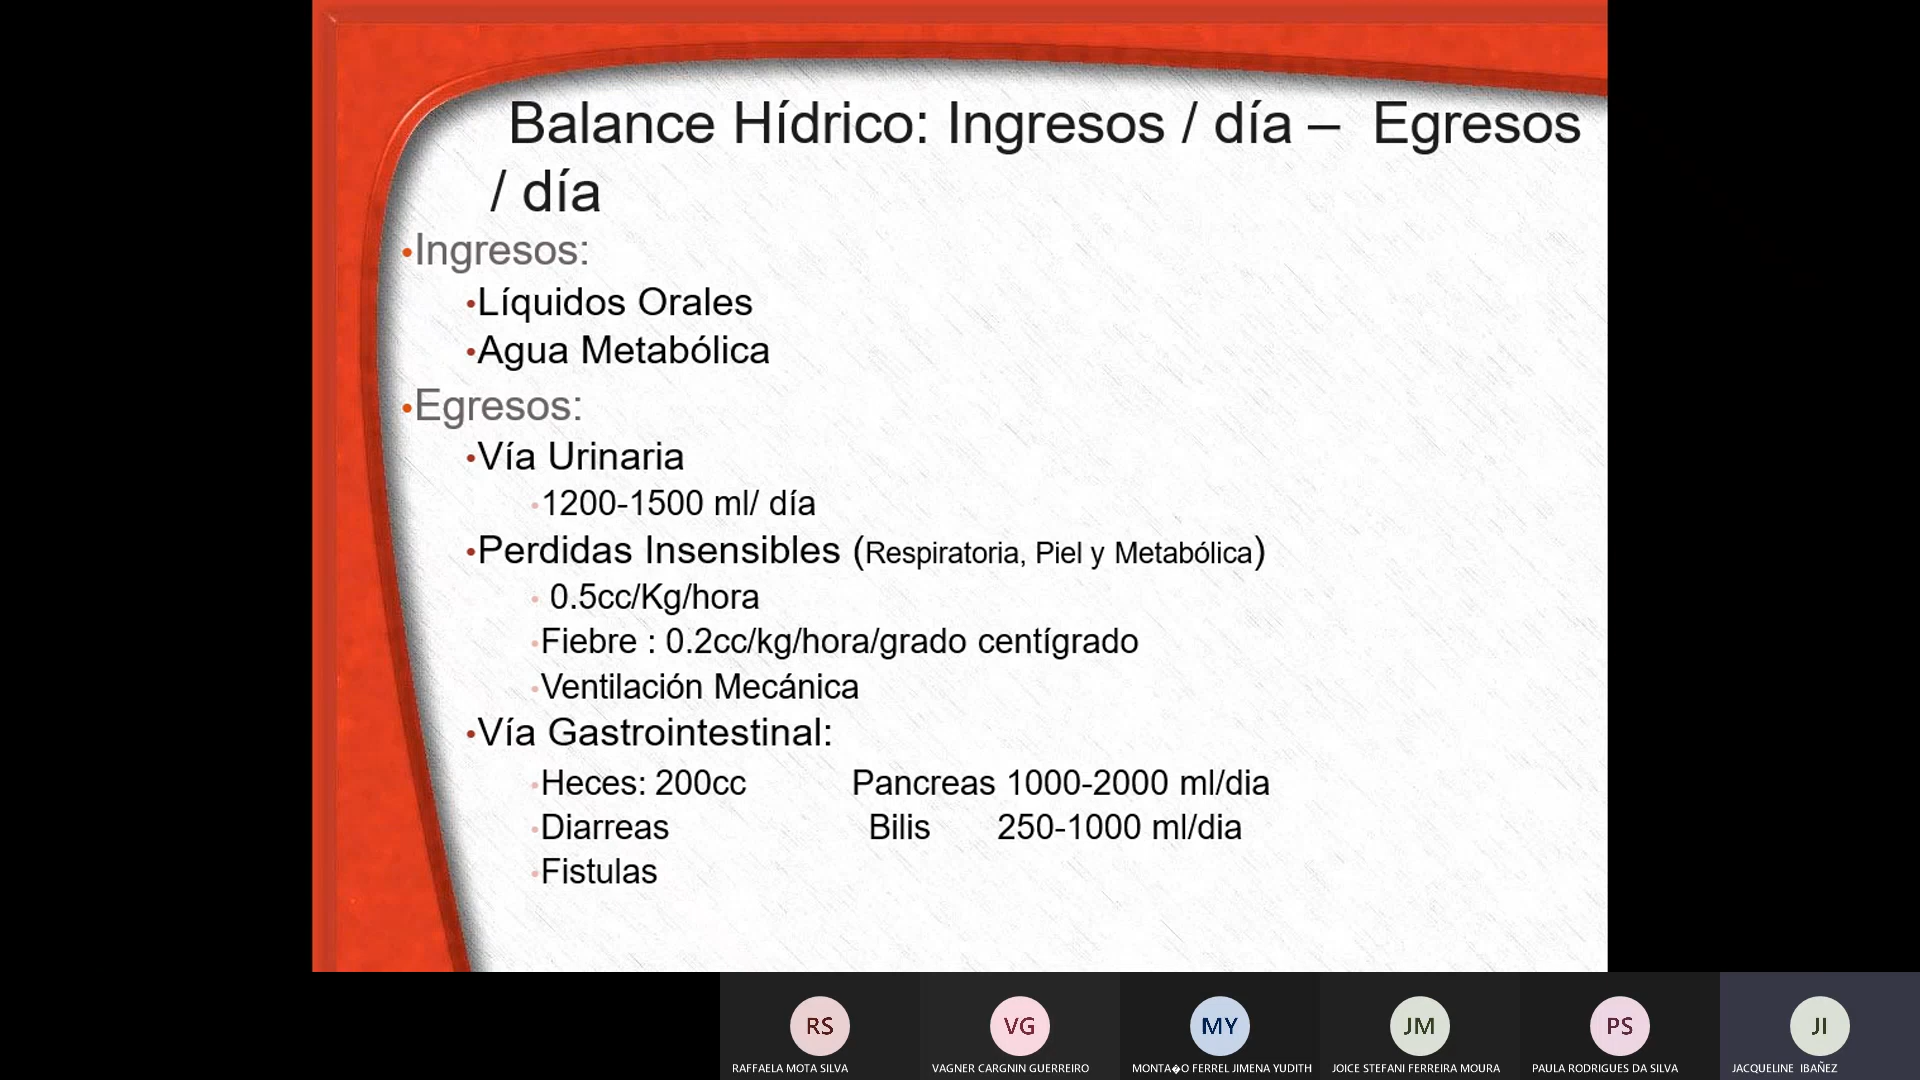 Balance Hídrico: Ingresos / día – Egresos
/ día
•Ingresos:
•Líquidos Orales
•Agua Metabólica
•Egresos:
•Vía Urinaria
•1200-1500 ml/ día
•Perdidas Insensibles (Respiratoria, Piel y Metabólica)
• 0.5cc/Kg/hora
•Fiebre : 0.2cc/kg/hora/grado centígrado
•Ventilación Mecánica
•Vía Gastrointestinal:
•Heces: 200cc Pancreas 1000-2000 ml/dia
•Diarreas Bilis 250-1000 ml/dia
•Fistulas
RS VG MY JM PS JI
RAFFAELA MOTA SILVA VAGNER CARGNIN GUERREIRO MONTA�O FERREL JIMENA YUDITH JOICE STEFANI FERREIRA MOURA PAULA RODRIGUES DA SILVA JACQUELINE IBAÑEZ